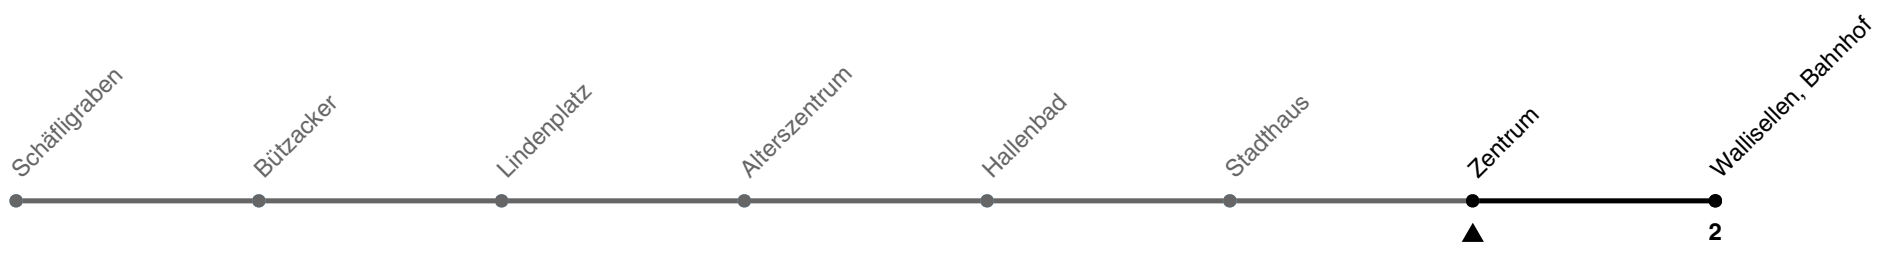 Schäfligraben
Bützacker
Lindenplatz
Alterszentrum
Hallenbad
Stadthaus
Zentrum
Wallisellen, Bahnhof
2